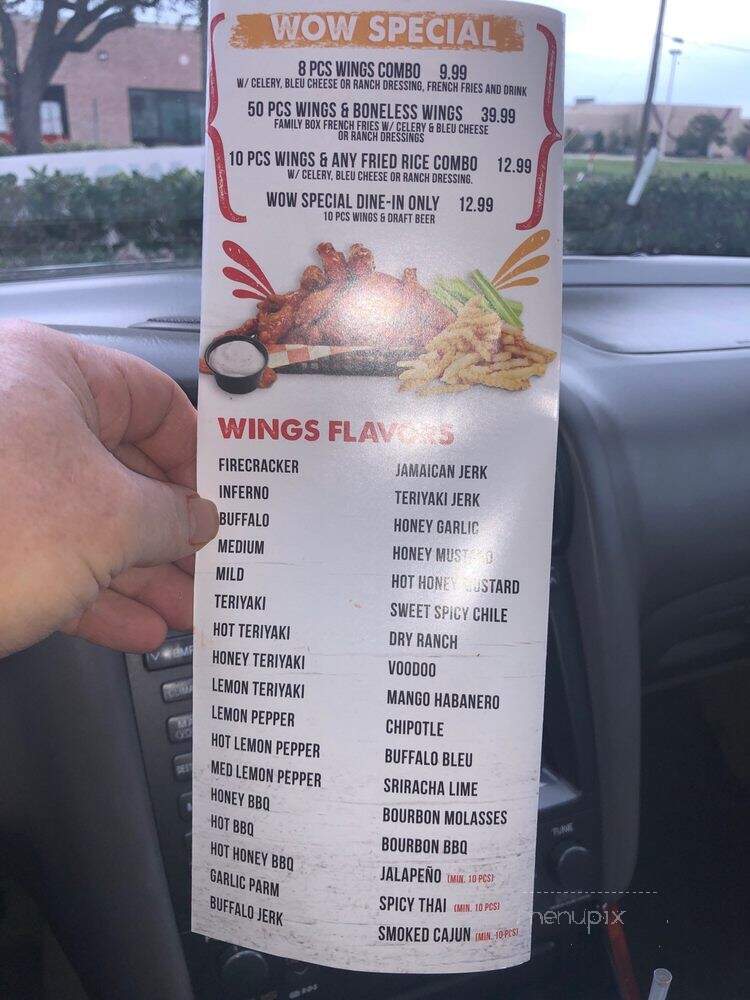 WOW SPECIAL
8 PCS WINGS COMBO 9.99
W/ CELERY, BLEU CHEESE OR RANCH DRESSING, FRENCH FRIES AND DRINK
50 PCS WINGS & BONELESS WINGS 39.99
FAMILY BOX FRENCH FRIES W/ CELERY & BLEU CHEESE
OR RANCH DRESSINGS
10 PCS WINGS & ANY FRIED RICE COMBO 12.99
W/ CELERY, BLEU CHEESE OR RANCH DRESSING.
WOW SPECIAL DINE-IN ONLY 12.99
10 PCS WINGS & DRAFT BEER
WINGS FLAVORS
FIRECRACKER
INFERNO
BUFFALO
MEDIUM
MILD
TERIYAKI
HOT TERIYAKI
HONEY TERIYAKI
LEMON TERIYAKI
LEMON PEPPER
HOT LEMON PEPPER
MED LEMON PEPPER
HONEY BBQ
HOT BBQ
HOT HONEY BBQ
GARLIC PARM
BUFFALO JERK
JAMAICAN JERK
TERIYAKI JERK
HONEY GARLIC
HONEY MUSTARD
HOT HONEY MUSTARD
SWEET SPICY CHILE
DRY RANCH
VOODOO
MANGO HABANERO
CHIPOTLE
BUFFALO BLEU
SRIRACHA LIME
BOURBON MOLASSES
BOURBON BBQ
JALAPEÑO (MIN. 10 PCS)
SPICY THAI (MIN. 10 PCS)
SMOKED CAJUN (MIN. 10 PCS)
TUNE
menupix